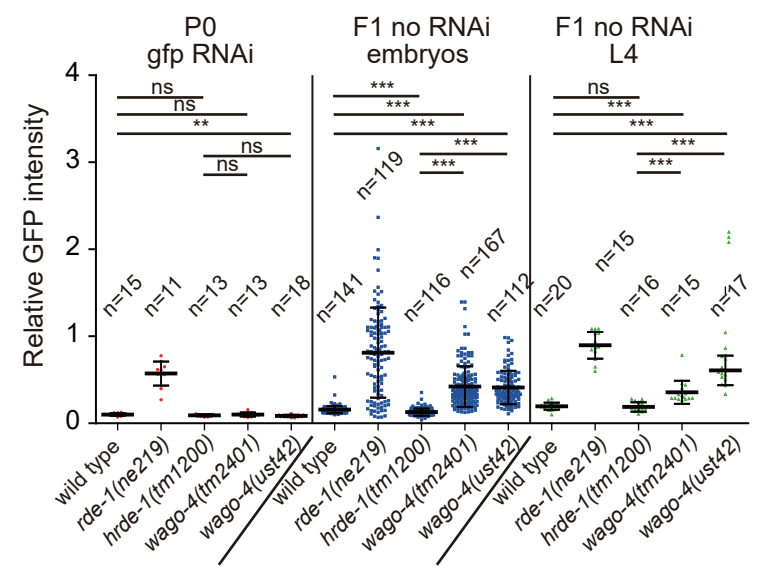 P0
gfp RNAi
F1 no RNAi
embryos
F1 no RNAi
L4
Relative GFP intensity
4
3
2
1
0
ns
ns
**
ns
ns
n=15
n=11
n=13
n=13
n=18
***
***
***
***
***
n=141
n=119
n=116
n=167
n=112
ns
***
***
***
***
n=20
n=15
n=16
n=15
n=17
wild type
rde-1(ne219)
hrde-1(tm1200)
wago-4(tm2401)
wago-4(ust42)
wild type
rde-1(ne219)
hrde-1(tm1200)
wago-4(tm2401)
wago-4(ust42)
wild type
rde-1(ne219)
hrde-1(tm1200)
wago-4(tm2401)
wago-4(ust42)